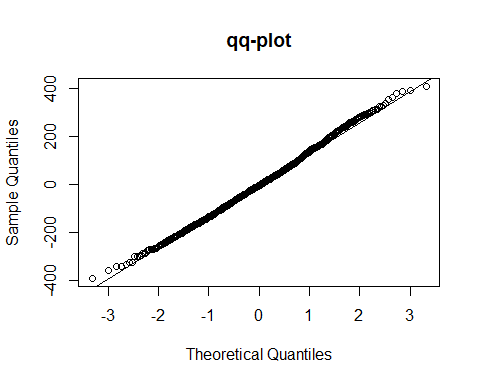 qq-plot
Sample Quantiles
400
200
0
-200
-400
-3 -2 -1 0 1 2 3
Theoretical Quantiles